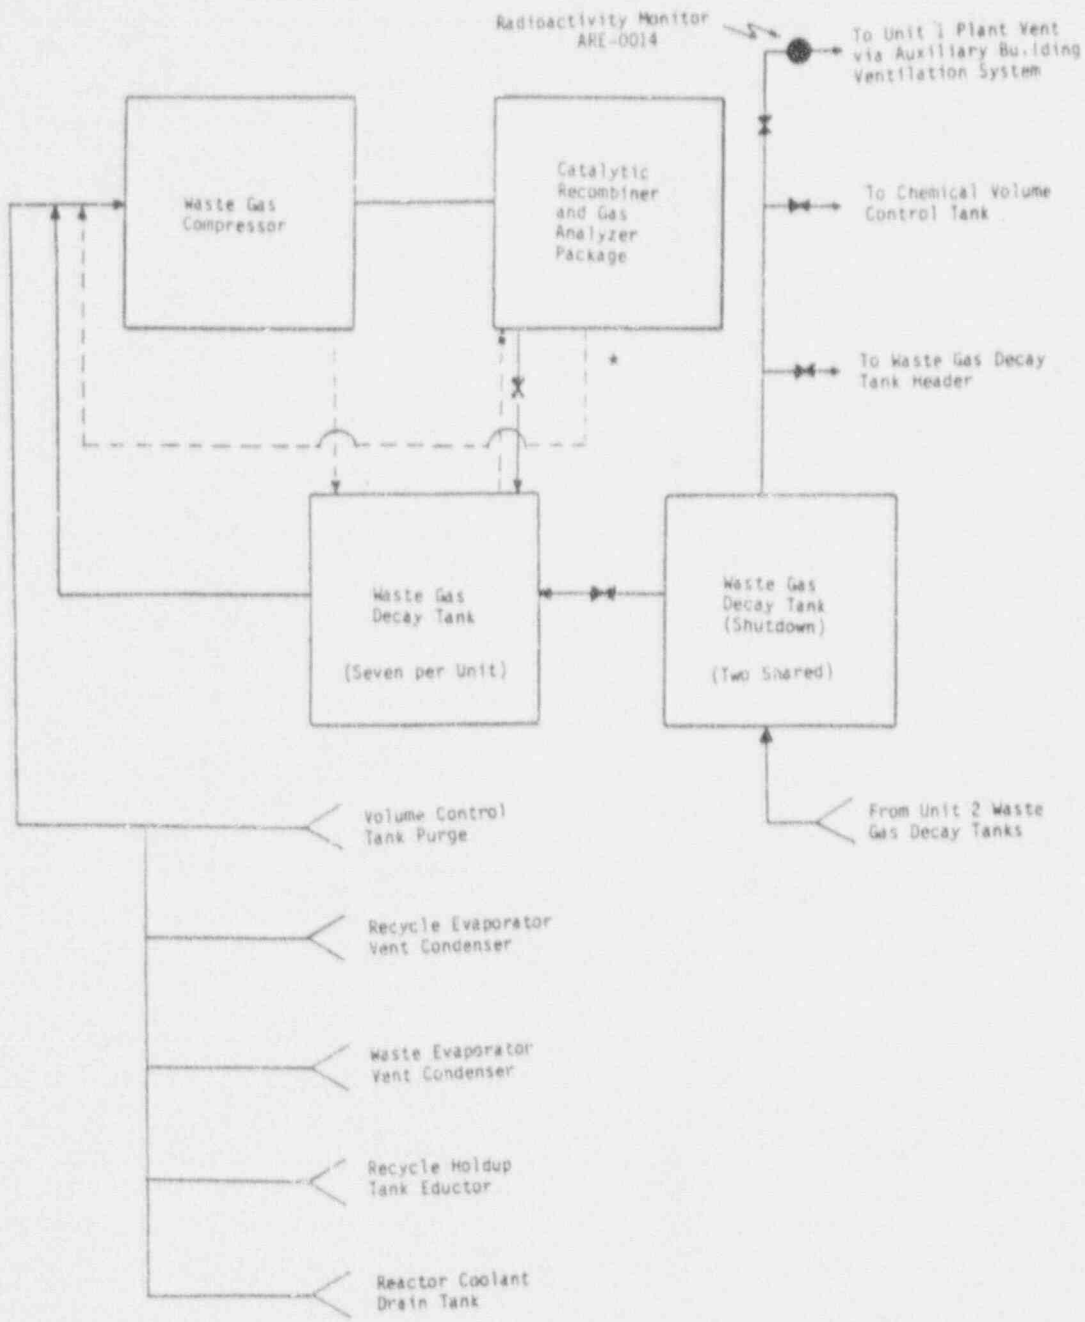 Radioactivity Monitor
ARE-0014
To Unit 1 Plant Vent
via Auxiliary Bu.lding
Ventilation System
Waste Gas
Compressor
Catalytic
Recombiner
and Gas
Analyzer
Package
To Chemical Volume
Control Tank
*
To Waste Gas Decay
Tank Header
Waste Gas
Decay Tank
(Seven per Unit)
Waste Gas
Decay Tank
(Shutdown)
(Two Shared)
Volume Control
Tank Purge
From Unit 2 Waste
Gas Decay Tanks
Recycle Evaporator
Vent Condenser
Waste Evaporator
Vent Condenser
Recycle Holdup
Tank Eductor
Reactor Coolant
Drain Tank